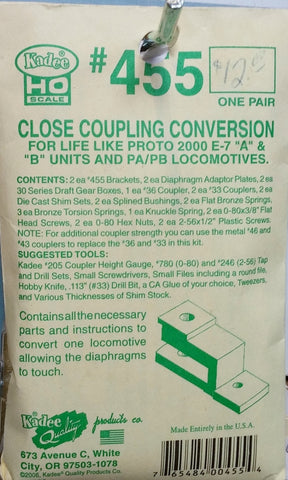 Kadee®
HO
SCALE
#455
$12.
ONE PAIR
CLOSE COUPLING CONVERSION
FOR LIFE LIKE PROTO 2000 E-7 "A" &
"B" UNITS AND PA/PB LOCOMOTIVES.
CONTENTS: 2 ea #455 Brackets, 2 ea Diaphragm Adaptor Plates, 2 ea
30 Series Draft Gear Boxes, 1 ea #36 Coupler, 2 ea #33 Couplers, 2 ea
Die Cast Shim Sets, 2 ea Splined Bushings, 2 ea Flat Bronze Springs,
3 ea Bronze Torsion Springs, 1 ea Knuckle Spring, 2 ea 0-80x3/8" Flat
Head Screws, 2 ea 0-80 Hex Nuts, 2 ea 2-56x1/2" Plastic Screws.
NOTE: For additional coupler strength you can use the metal #46 and
#43 couplers to replace the #36 and #33 in this kit.
SUGGESTED TOOLS:
Kadee #205 Coupler Height Gauge, #780 (0-80) and #246 (2-56) Tap
and Drill Sets, Small Screwdrivers, Small Files including a round file,
Hobby Knife, .113" (#33) Drill Bit, a CA Glue of your choice, Tweezers,
and Various Thicknesses of Shim Stock.
Contains all the necessary
parts and instructions to
convert one locomotive
allowing the diaphragms
to touch.
Kadee®
Quality
products co.
673 Avenue C, White
City, OR 97503-1078
©2006, Kadee® Quality Products Co.
Made Entirely in the U.S.A.
7 65484 00455 4